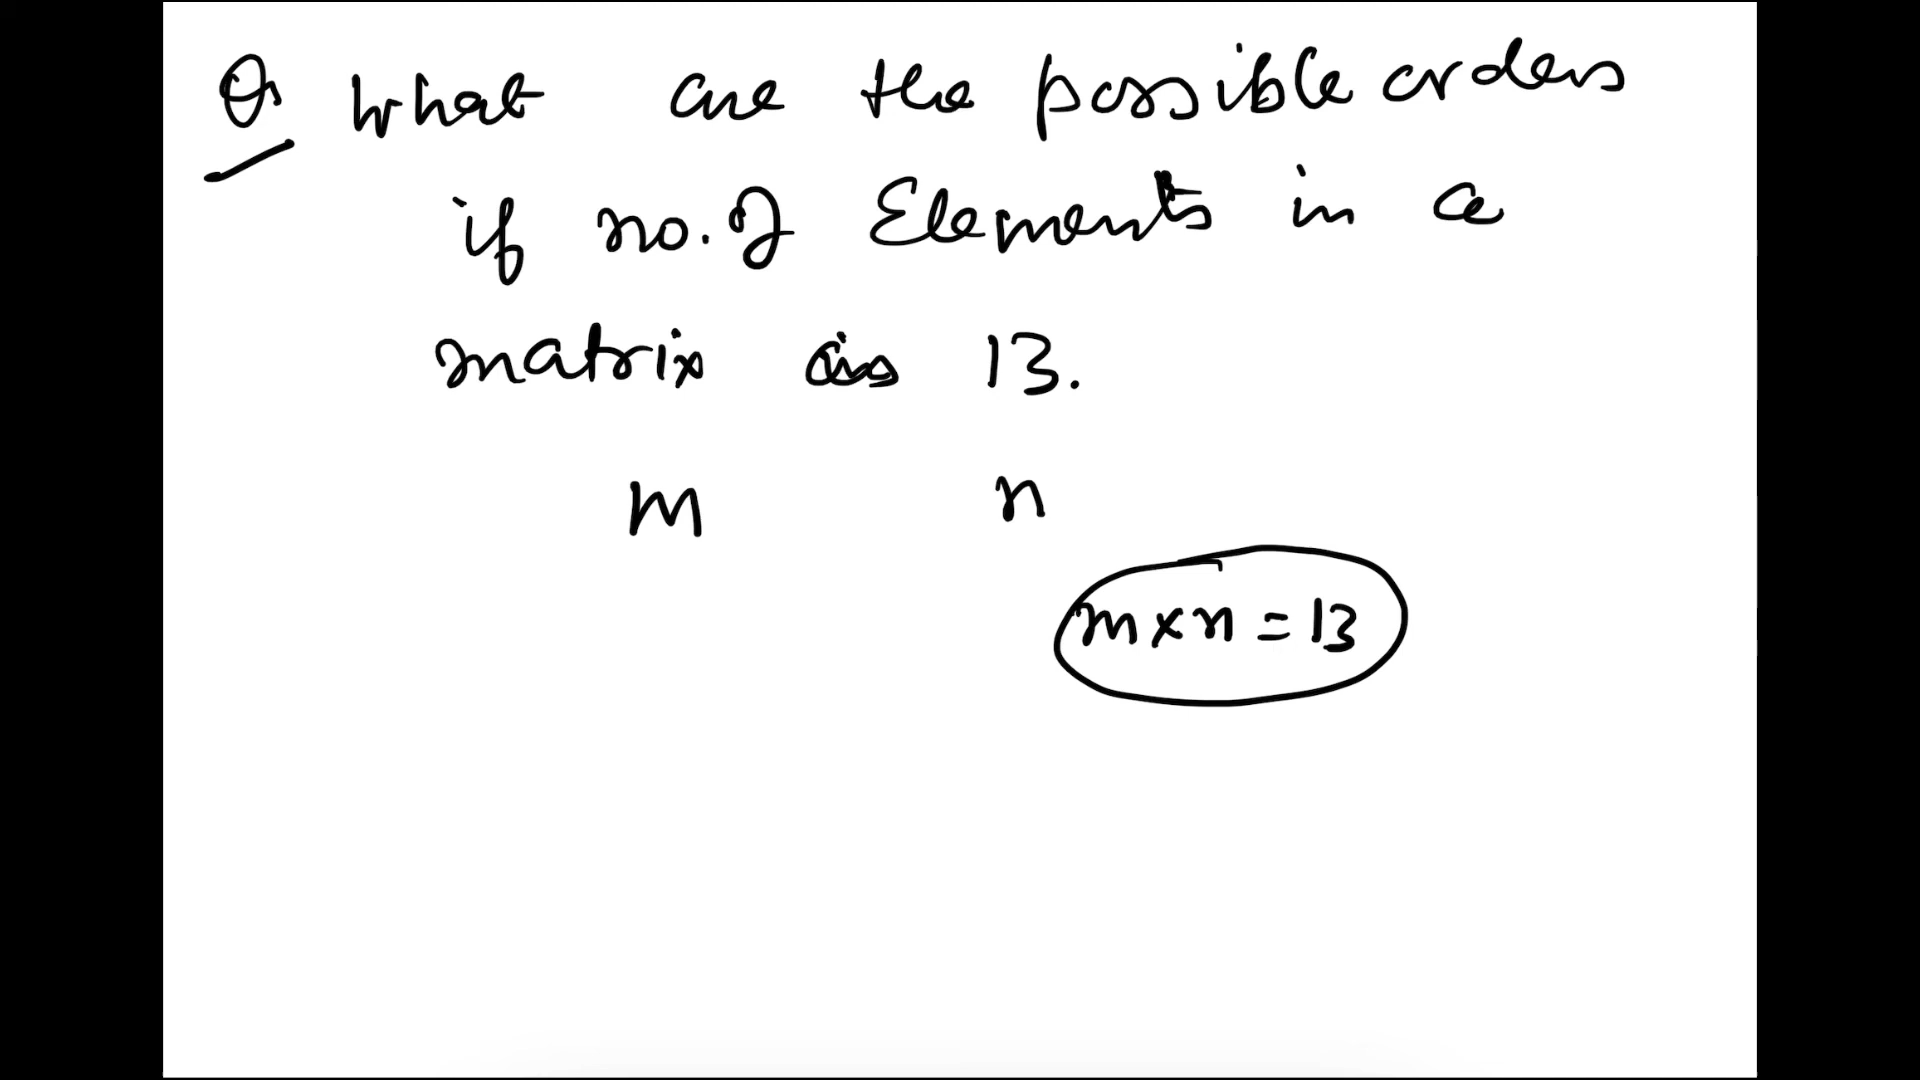 Q What are the possible orders
if no. of Elements in a
matrix is 13.
m n
m x n = 13